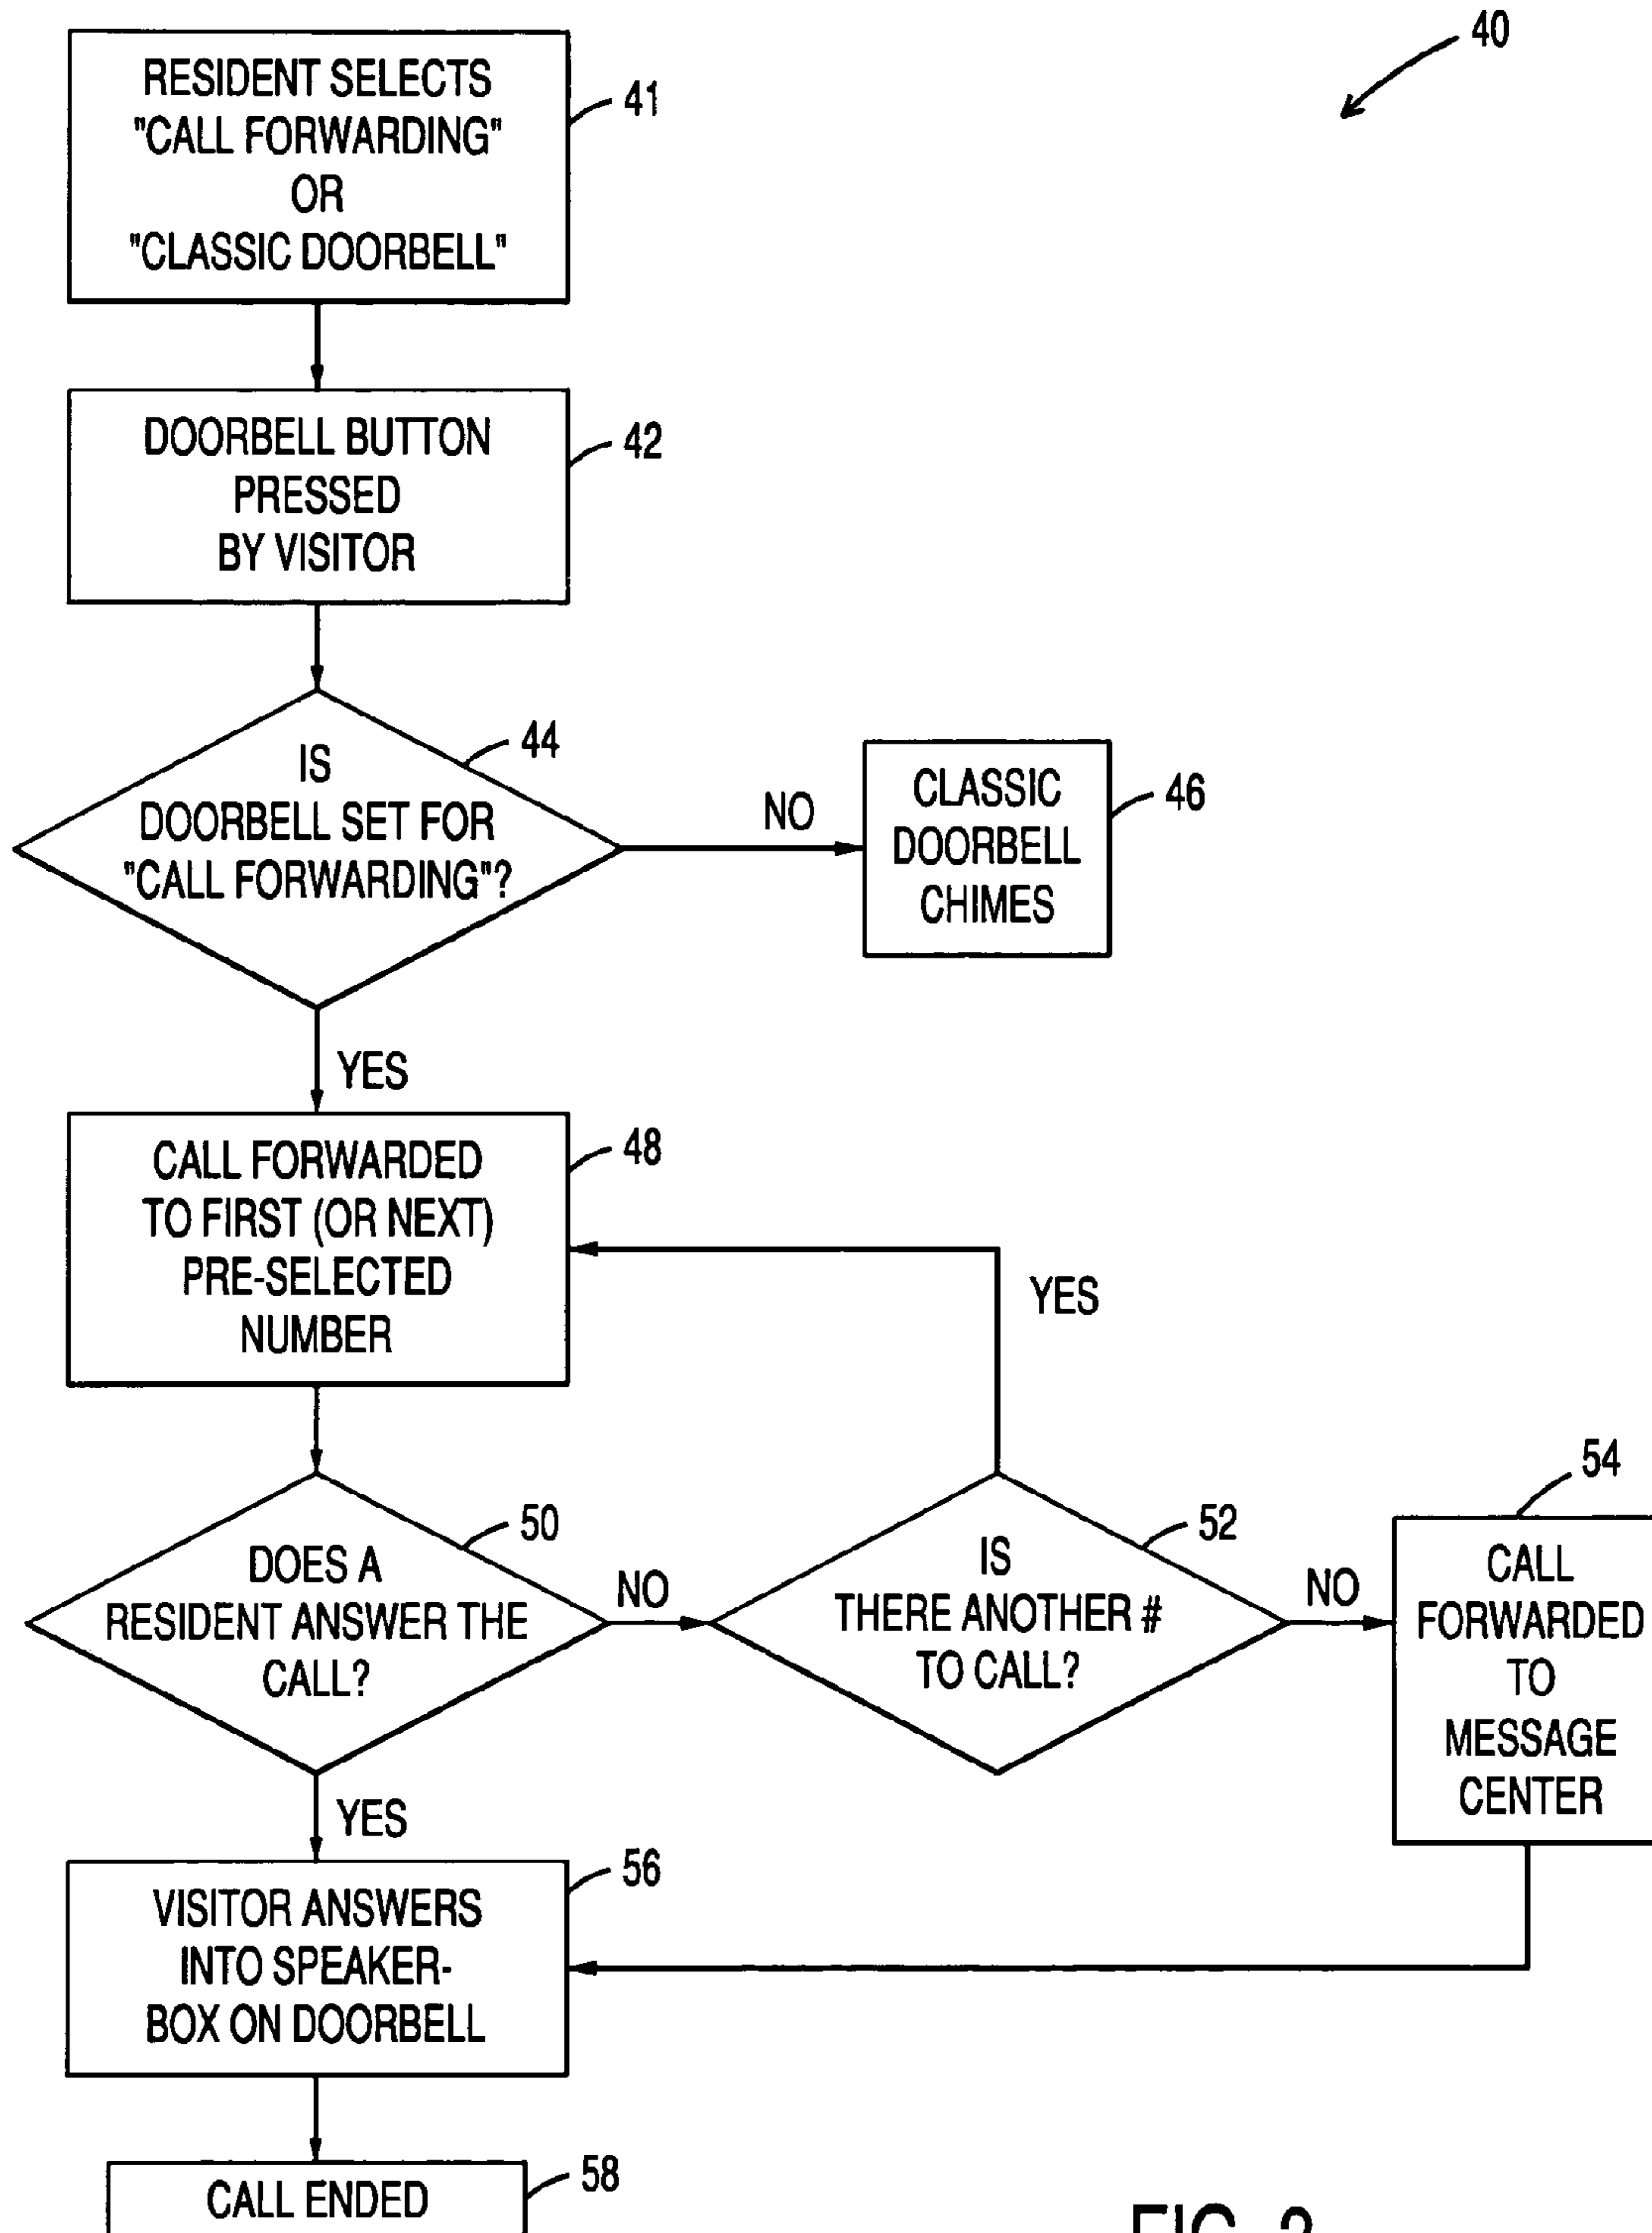 40
RESIDENT SELECTS
"CALL FORWARDING"
OR
"CLASSIC DOORBELL"
41
DOORBELL BUTTON
PRESSED
BY VISITOR
42
IS
DOORBELL SET FOR
"CALL FORWARDING"?
44
NO
CLASSIC
DOORBELL
CHIMES
46
YES
CALL FORWARDED
TO FIRST (OR NEXT)
PRE-SELECTED
NUMBER
48
YES
DOES A
RESIDENT ANSWER THE
CALL?
50
NO
IS
THERE ANOTHER #
TO CALL?
52
NO
CALL
FORWARDED
TO
MESSAGE
CENTER
54
YES
VISITOR ANSWERS
INTO SPEAKER-
BOX ON DOORBELL
56
CALL ENDED
58
FIG.